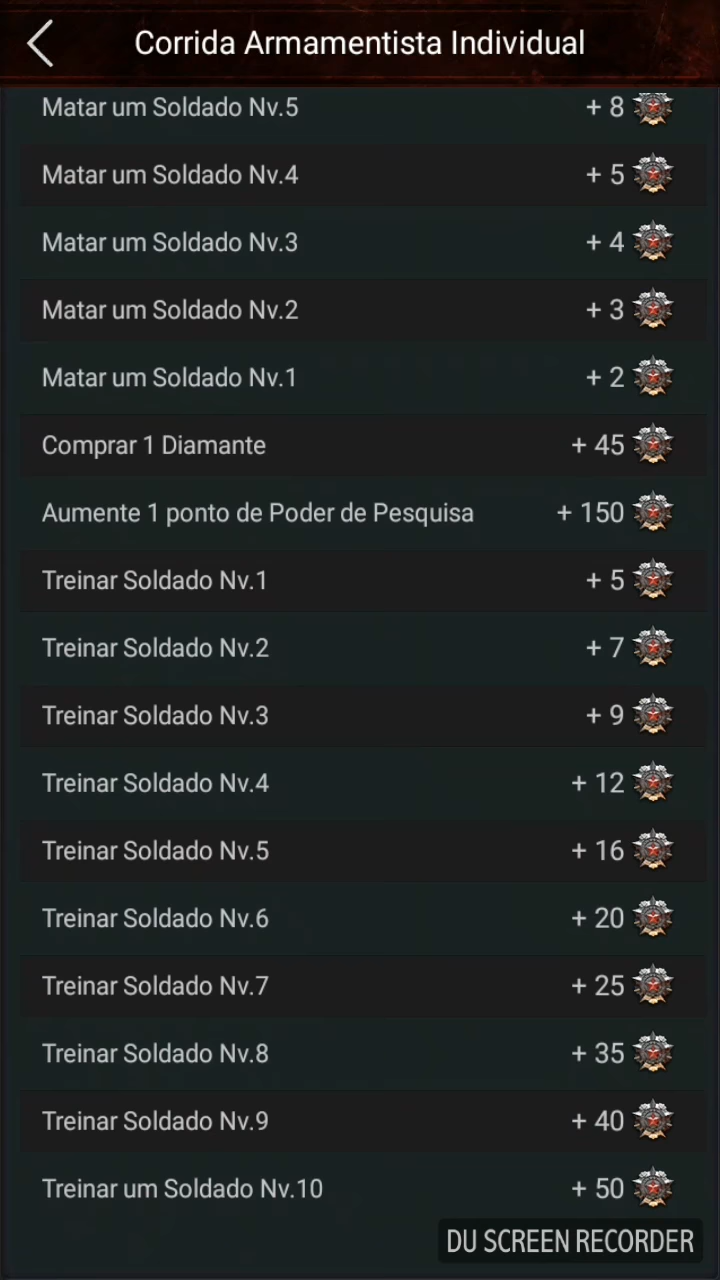 Corrida Armamentista Individual
Matar um Soldado Nv.5 + 8
Matar um Soldado Nv.4 + 5
Matar um Soldado Nv.3 + 4
Matar um Soldado Nv.2 + 3
Matar um Soldado Nv.1 + 2
Comprar 1 Diamante + 45
Aumente 1 ponto de Poder de Pesquisa + 150
Treinar Soldado Nv.1 + 5
Treinar Soldado Nv.2 + 7
Treinar Soldado Nv.3 + 9
Treinar Soldado Nv.4 + 12
Treinar Soldado Nv.5 + 16
Treinar Soldado Nv.6 + 20
Treinar Soldado Nv.7 + 25
Treinar Soldado Nv.8 + 35
Treinar Soldado Nv.9 + 40
Treinar um Soldado Nv.10 + 50
DU SCREEN RECORDER